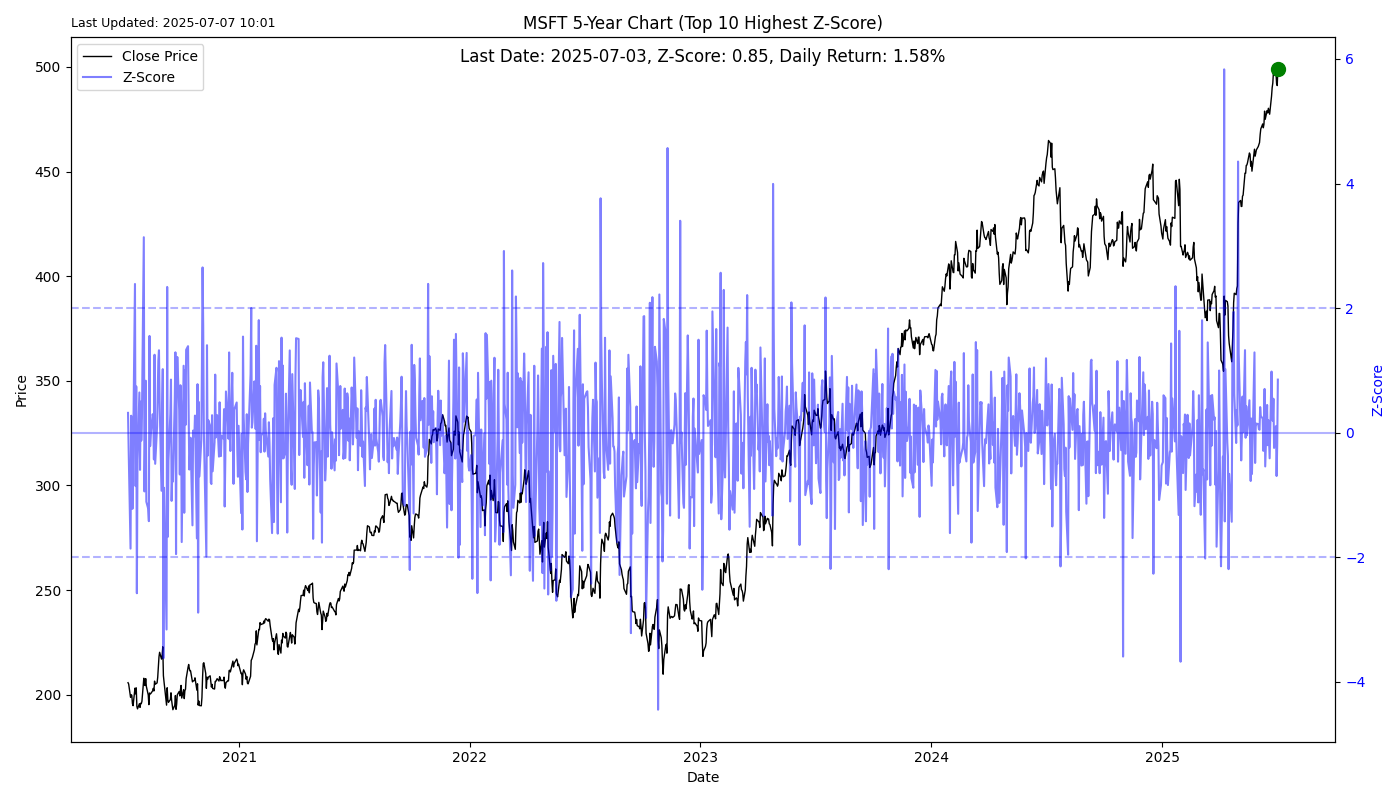 Last Updated: 2025-07-07 10:01
MSFT 5-Year Chart (Top 10 Highest Z-Score)
Last Date: 2025-07-03, Z-Score: 0.85, Daily Return: 1.58%
Close Price
Z-Score
500
450
400
350
300
250
200
Price
6
4
2
0
−2
−4
Z-Score
2021
2022
2023
2024
2025
Date